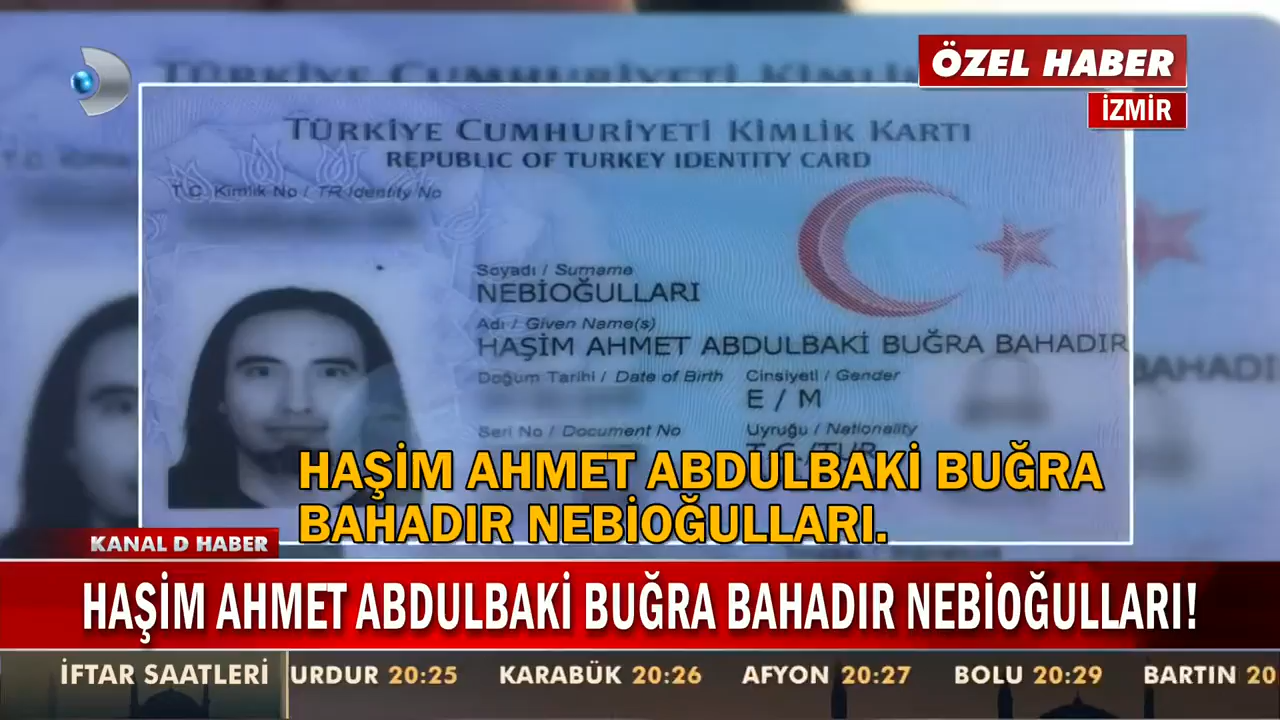 ÖZEL HABER
İZMİR
TÜRKİYE CUMHURİYETİ KİMLİK KARTI
REPUBLIC OF TURKEY IDENTITY CARD
T.C. Kimlik No / TR Identity No
Soyadı / Surname
NEBİOĞULLARI
Adı / Given Name(s)
HAŞİM AHMET ABDULBAKİ BUĞRA BAHADIR
Doğum Tarihi / Date of Birth
Cinsiyeti / Gender
E / M
Seri No / Document No
Uyruğu / Nationality
T.C./TUR
HAŞİM AHMET ABDULBAKİ BUĞRA
BAHADIR NEBİOĞULLARI.
KANAL D HABER
HAŞİM AHMET ABDULBAKİ BUĞRA BAHADIR NEBİOĞULLARI!
İFTAR SAATLERİ URDUR 20:25 KARABÜK 20:26 AFYON 20:27 BOLU 20:29 BARTIN 20